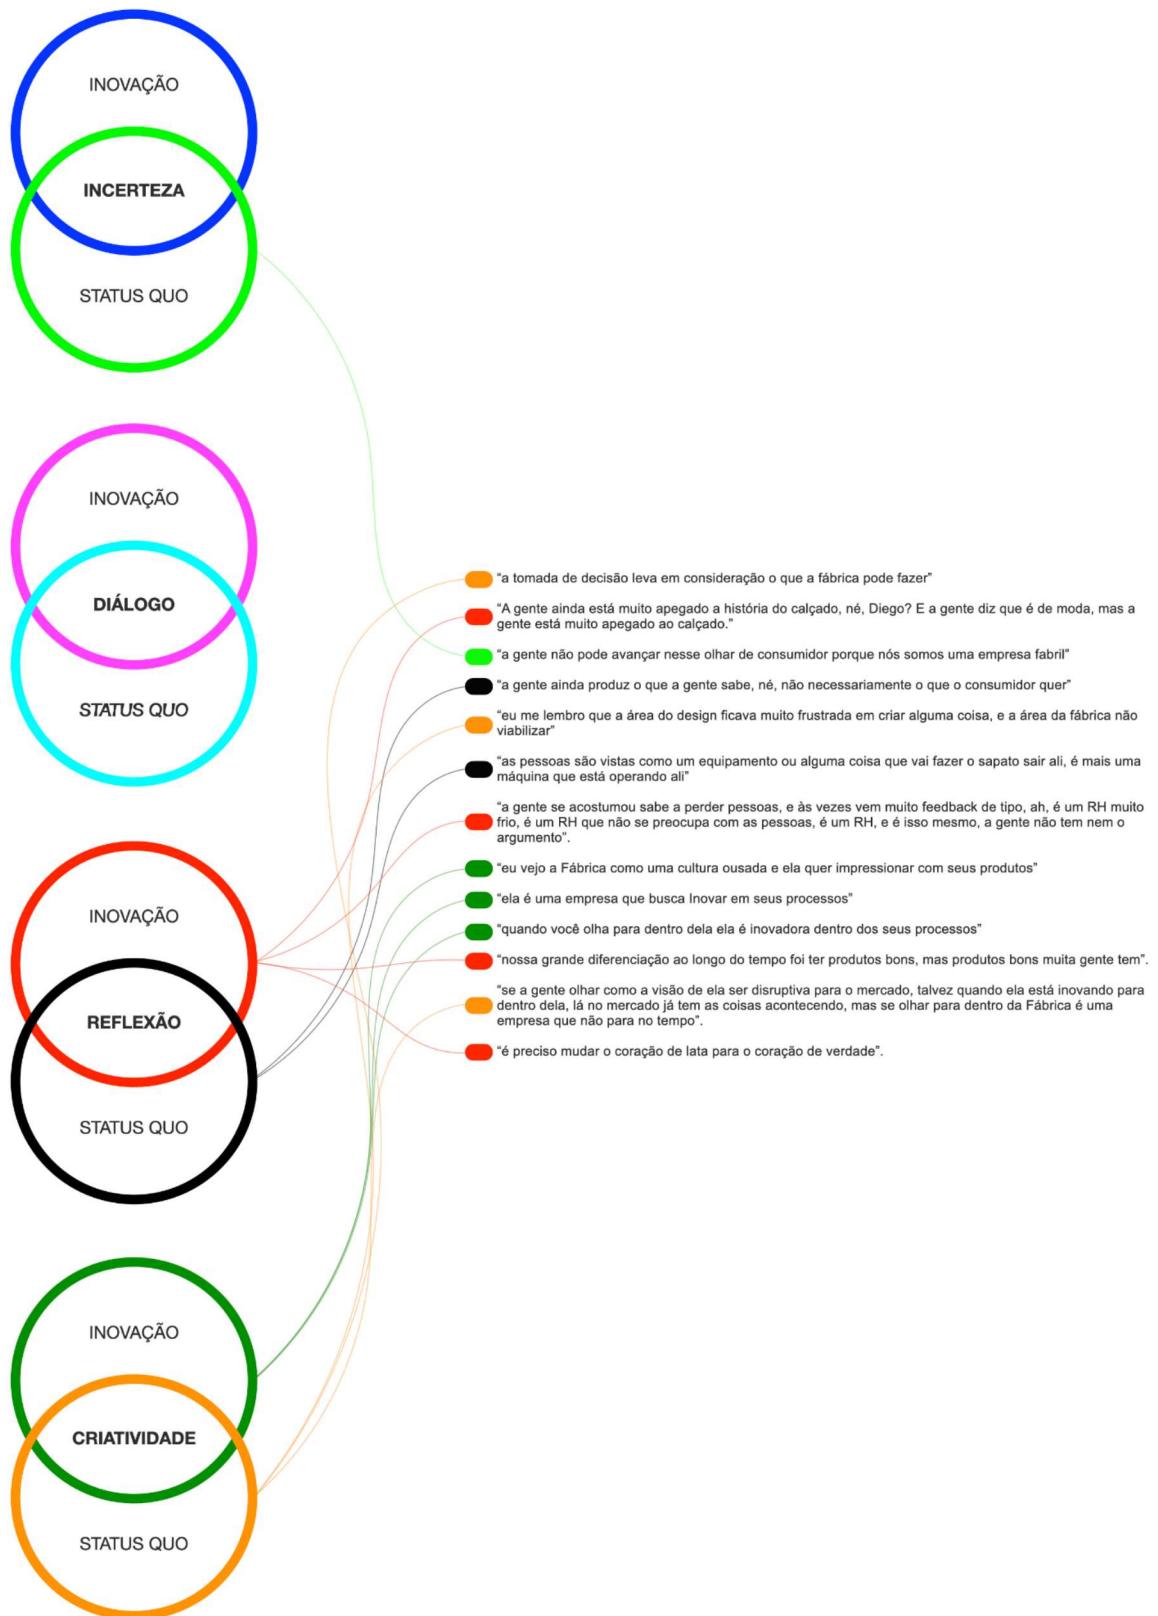 INOVAÇÃO
INCERTEZA
STATUS QUO
INOVAÇÃO
DIÁLOGO
STATUS QUO
INOVAÇÃO
REFLEXÃO
STATUS QUO
INOVAÇÃO
CRIATIVIDADE
STATUS QUO
“a tomada de decisão leva em consideração o que a fábrica pode fazer”
“A gente ainda está muito apegado a história do calçado, né, Diego? E a gente diz que é de moda, mas a
gente está muito apegado ao calçado.”
“a gente não pode avançar nesse olhar de consumidor porque nós somos uma empresa fabril”
“a gente ainda produz o que a gente sabe, né, não necessariamente o que o consumidor quer”
“eu me lembro que a área do design ficava muito frustrada em criar alguma coisa, e a área da fábrica não
viabilizar”
“as pessoas são vistas como um equipamento ou alguma coisa que vai fazer o sapato sair ali, é mais uma
máquina que está operando ali”
“a gente se acostumou sabe a perder pessoas, e às vezes vem muito feedback de tipo, ah, é um RH muito
frio, é um RH que não se preocupa com as pessoas, é um RH, e é isso mesmo, a gente não tem nem o
argumento”.
“eu vejo a Fábrica como uma cultura ousada e ela quer impressionar com seus produtos”
“ela é uma empresa que busca Inovar em seus processos”
“quando você olha para dentro dela ela é inovadora dentro dos seus processos”
“nossa grande diferenciação ao longo do tempo foi ter produtos bons, mas produtos bons muita gente tem”.
“se a gente olhar como a visão de ela ser disruptiva para o mercado, talvez quando ela está inovando para
dentro dela, lá no mercado já tem as coisas acontecendo, mas se olhar para dentro da Fábrica é uma
empresa que não para no tempo”.
“é preciso mudar o coração de lata para o coração de verdade”.